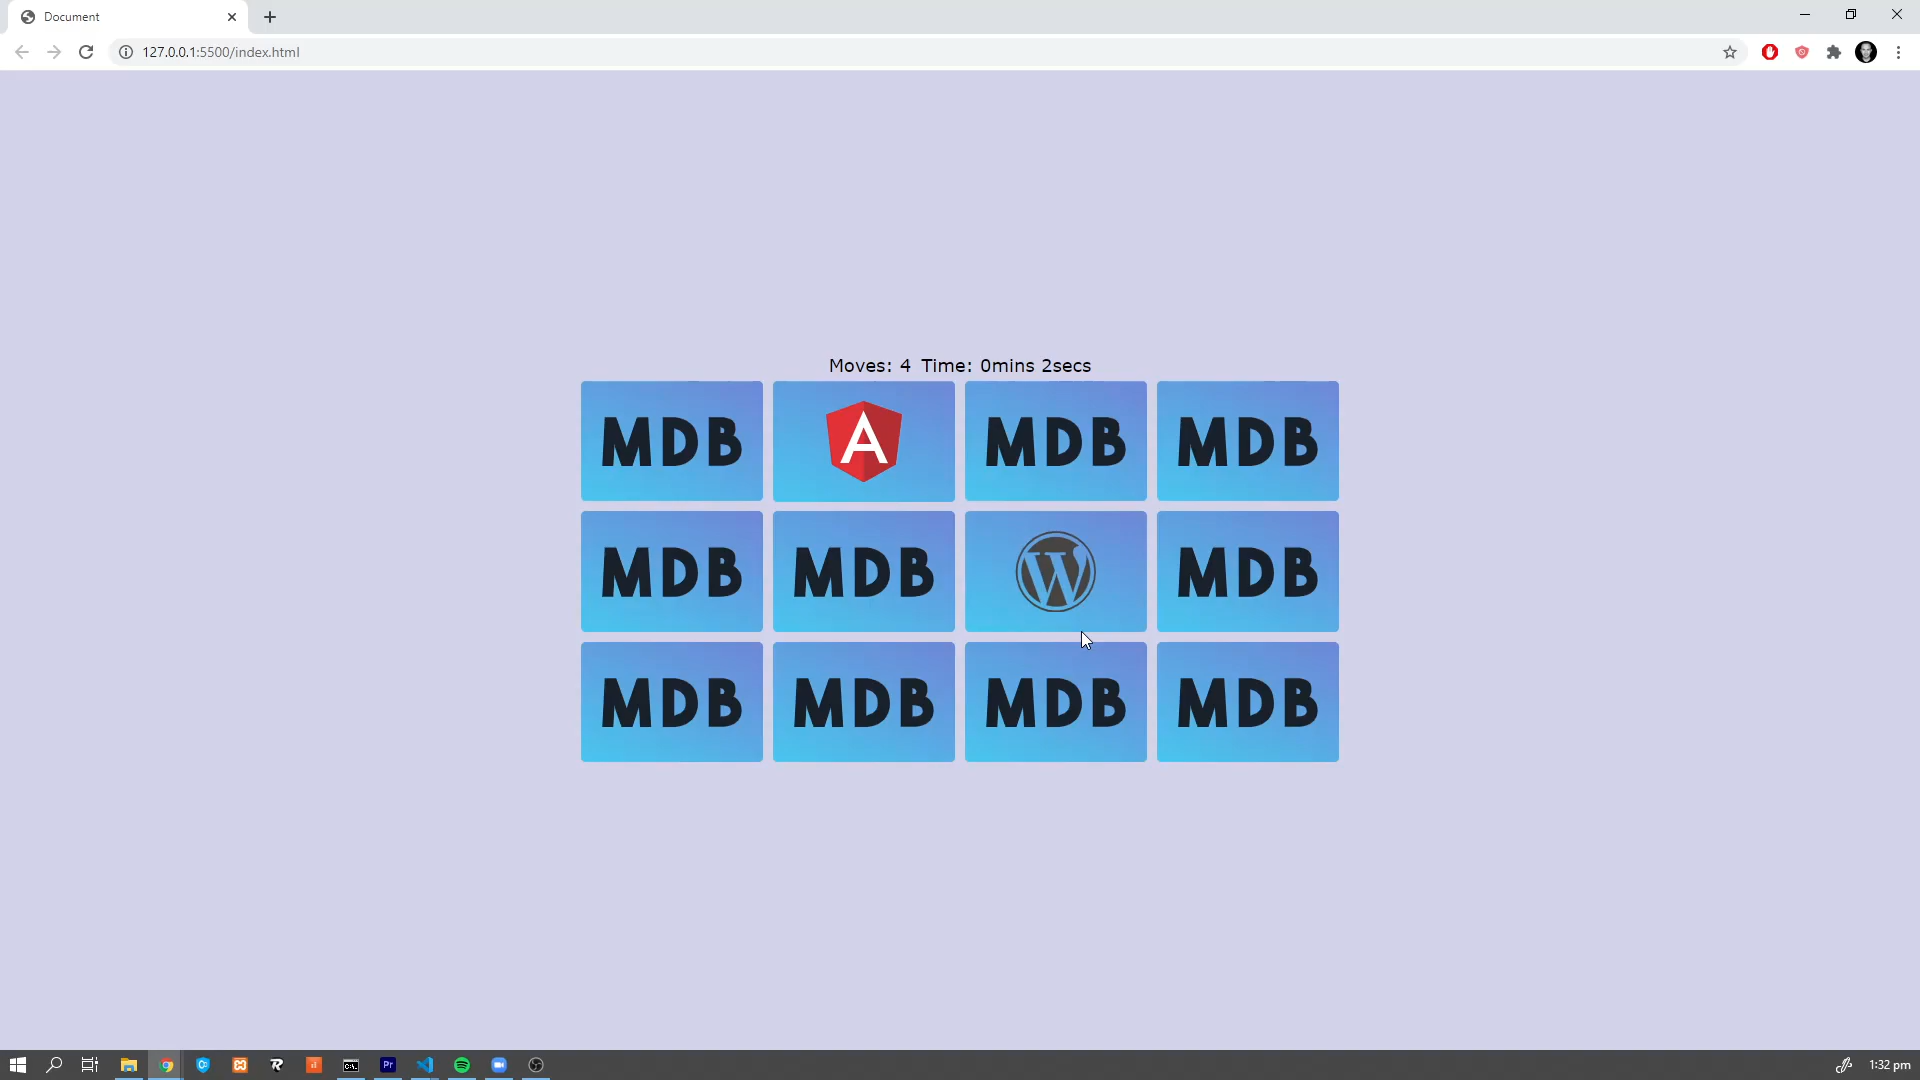 Document
127.0.0.1:5500/index.html
Moves: 4 Time: 0mins 2secs
MDB A MDB MDB
MDB MDB W MDB
MDB MDB MDB MDB
Pr
1:32 pm